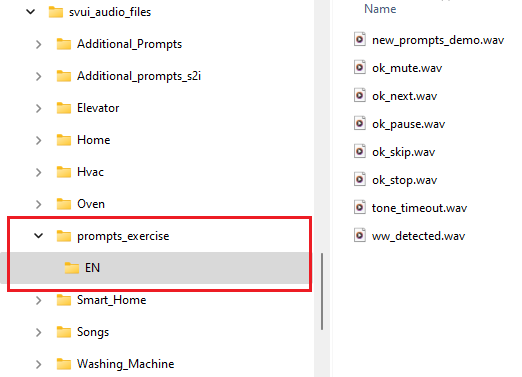 svui_audio_files
Additional_Prompts
Additional_prompts_s2i
Elevator
Home
Hvac
Oven
prompts_exercise
EN
Smart_Home
Songs
Washing_Machine
Name
new_prompts_demo.wav
ok_mute.wav
ok_next.wav
ok_pause.wav
ok_skip.wav
ok_stop.wav
tone_timeout.wav
ww_detected.wav